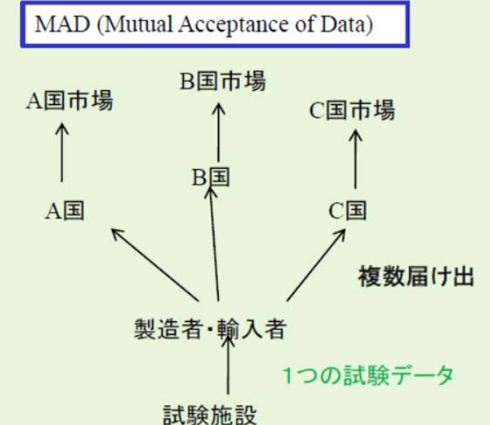 MAD (Mutual Acceptance of Data)
B国市場
A国市場
C国市場
B国
A国
C国
複数届け出
製造者・輸入者
1つの試験データ
試験施設